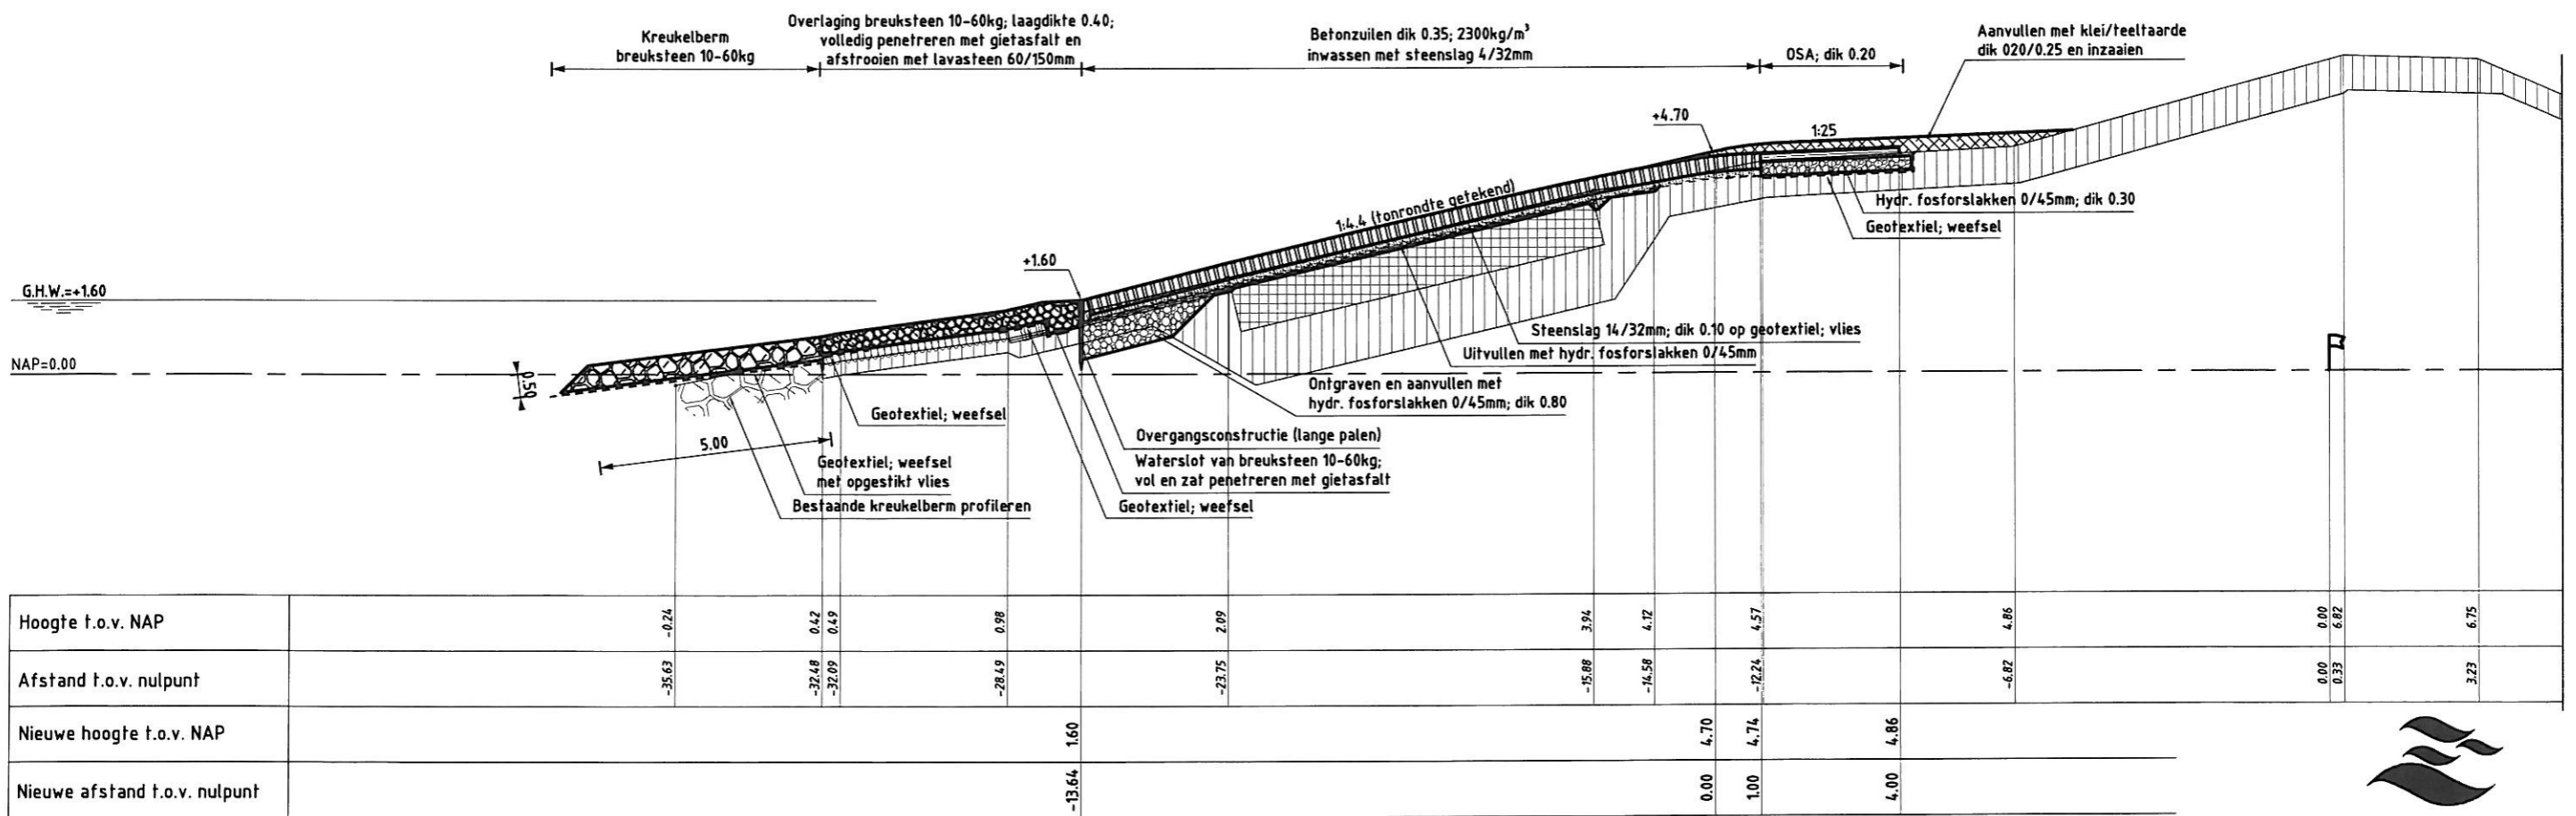 Kreukelberm
breuksteen 10-60kg
Overlaging breuksteen 10-60kg; laagdikte 0.40;
volledig penetreren met gietasfalt en
afstrooien met lavasteen 60/150mm
Betonzuilen dik 0.35; 2300kg/m³
inwassen met steenslag 4/32mm
OSA; dik 0.20
Aanvullen met klei/teeltaarde
dik 020/0.25 en inzaaien
+4.70
1:25
1:4.4 (tonrondte getekend)
Hydr. fosforslakken 0/45mm; dik 0.30
Geotextiel; weefsel
+1.60
G.H.W.=+1.60
Steenslag 14/32mm; dik 0.10 op geotextiel; vlies
Uitvullen met hydr. fosforslakken 0/45mm
NAP=0.00
0.50
Ontgraven en aanvullen met
hydr. fosforslakken 0/45mm; dik 0.80
Geotextiel; weefsel
Overgangsconstructie (lange palen)
5.00
Geotextiel; weefsel
met opgestikt vlies
Waterslot van breuksteen 10-60kg;
vol en zat penetreren met gietasfalt
Bestaande kreukelberm profileren
Geotextiel; weefsel
Hoogte t.o.v. NAP -0.24 0.42 0.49 0.98 2.09 3.94 4.12 4.57 4.86 0.00 6.82 6.75
Afstand t.o.v. nulpunt -35.63 -32.48 -32.09 -28.49 -23.75 -15.88 -14.58 -12.24 -6.82 0.00 0.33 3.23
Nieuwe hoogte t.o.v. NAP 1.60 4.70 4.74 4.86
Nieuwe afstand t.o.v. nulpunt -13.64 0.00 1.00 4.00